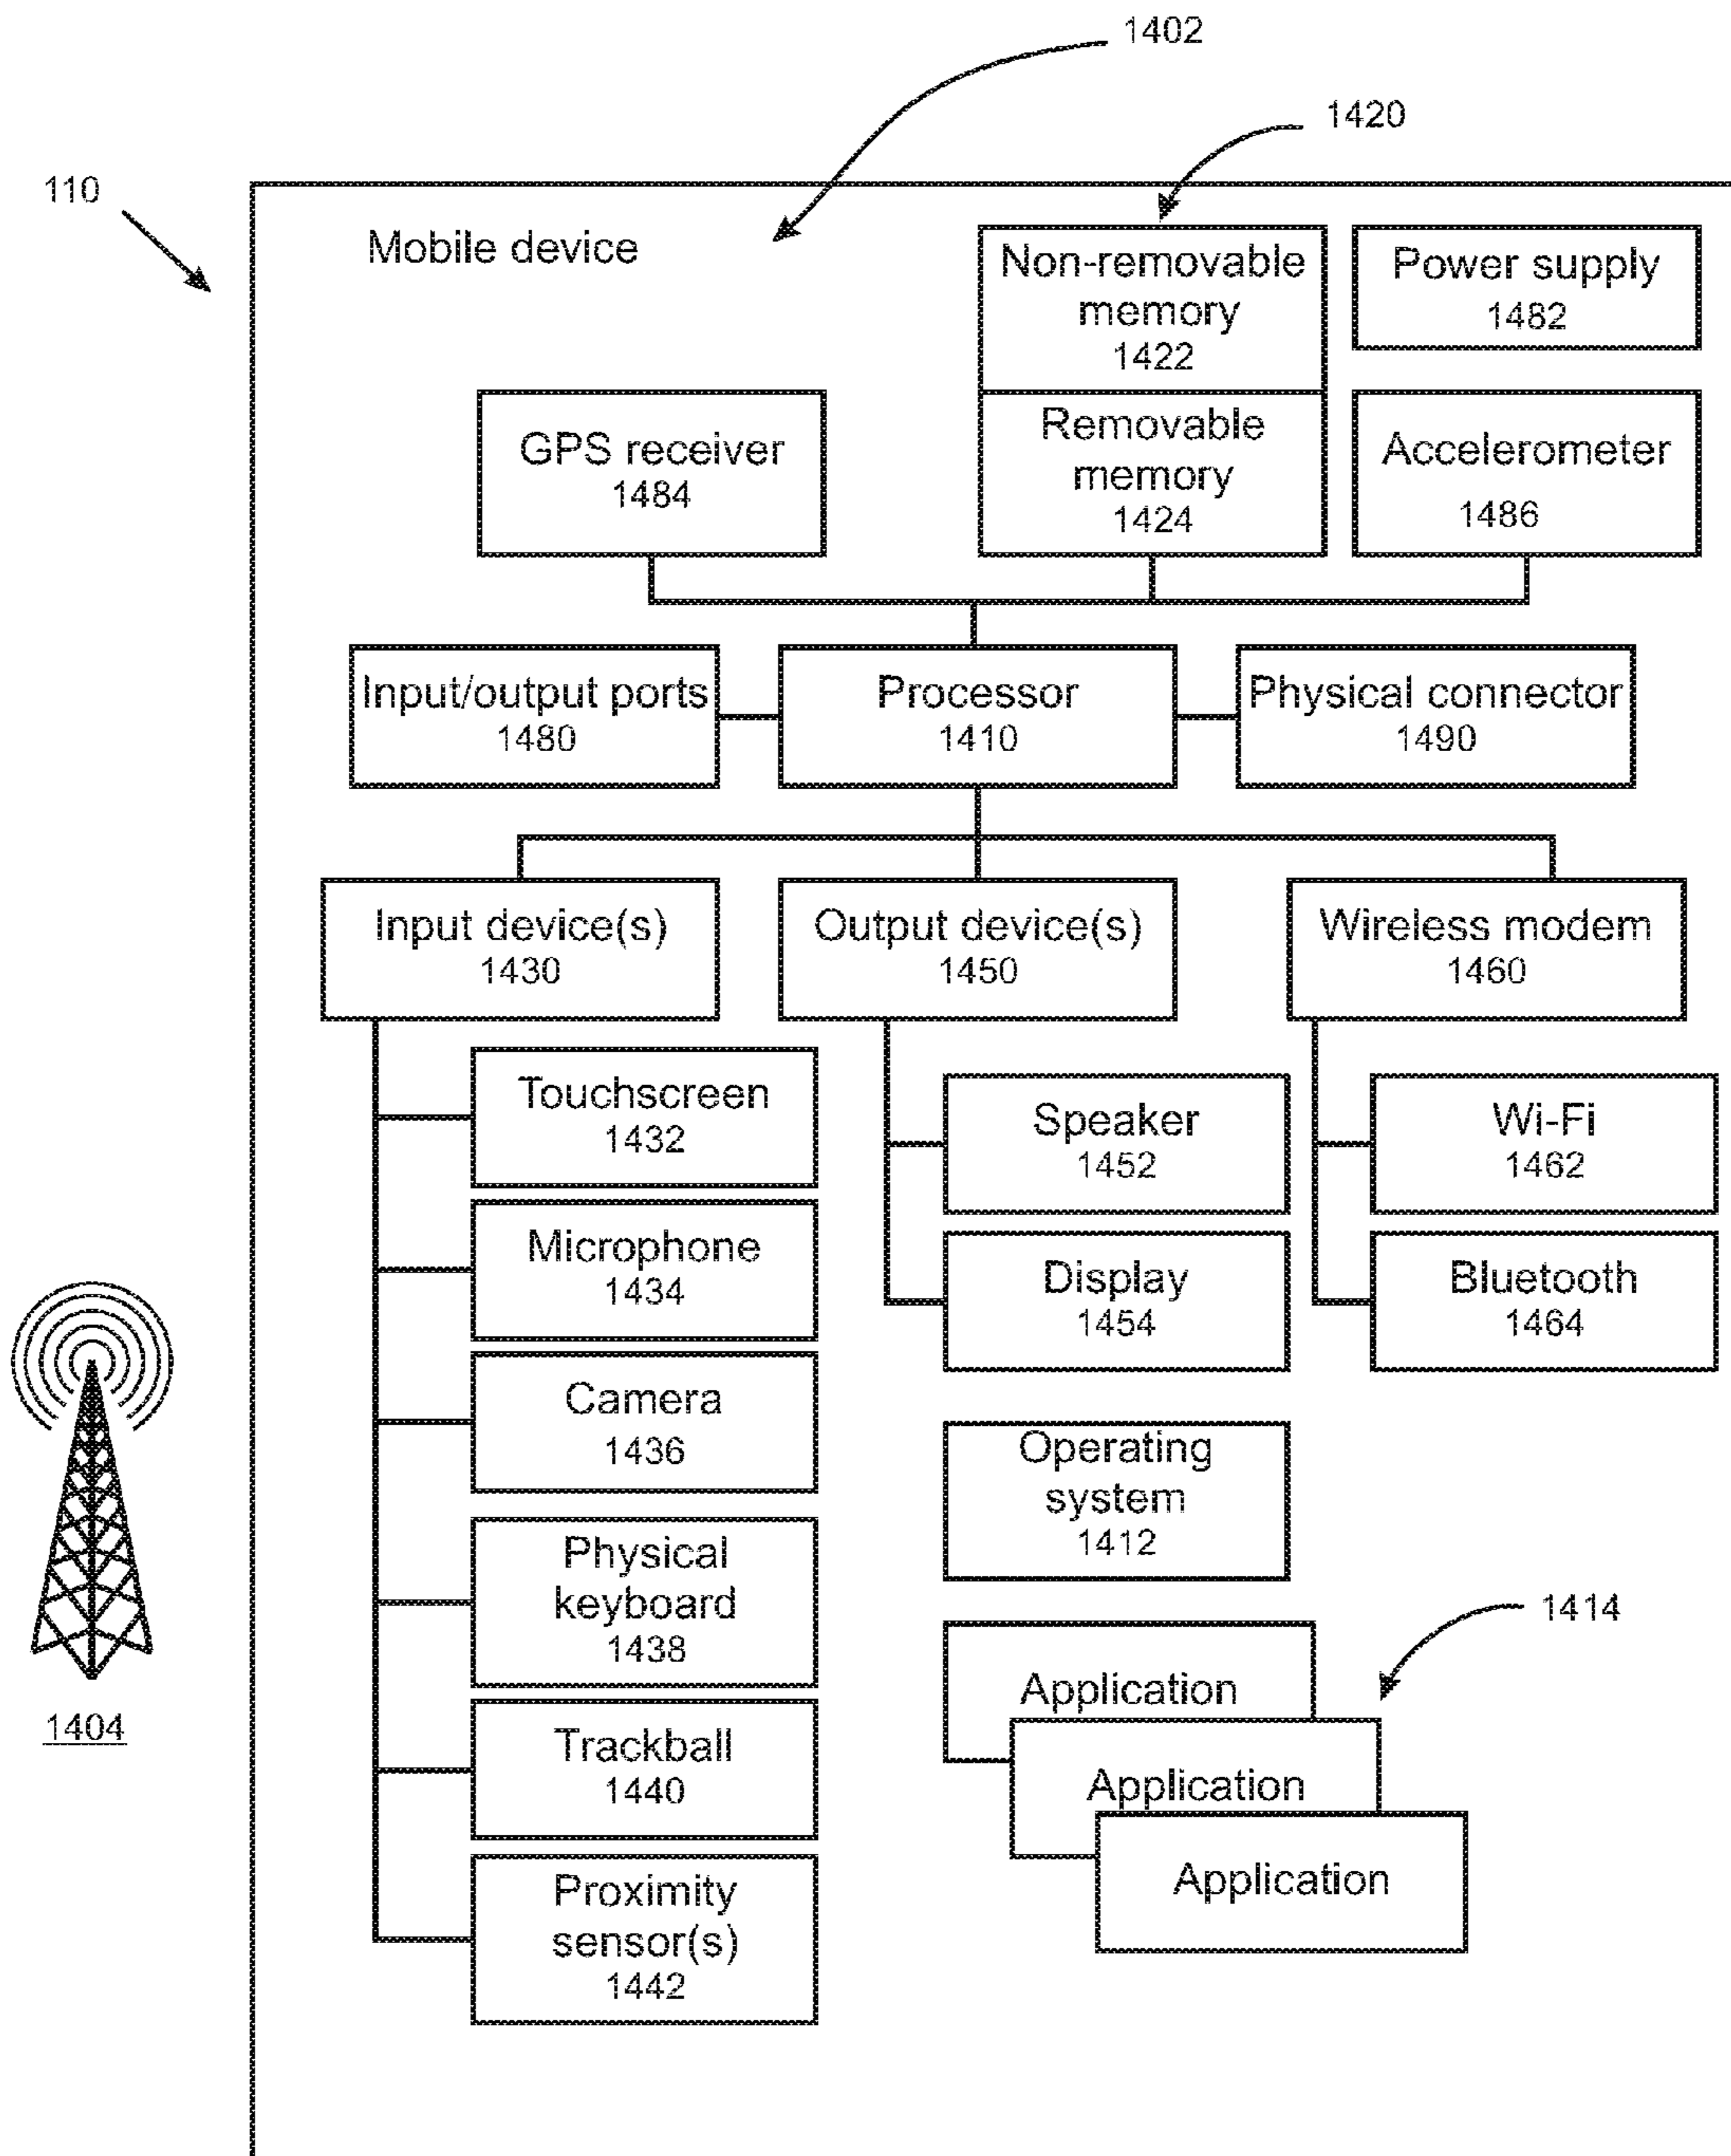 1402
1420
110
Mobile device
Non-removable
memory
1422
Power supply
1482
GPS receiver
1484
Removable
memory
1424
Accelerometer
1486
Input/output ports
1480
Processor
1410
Physical connector
1490
Input device(s)
1430
Output device(s)
1450
Wireless modem
1460
Touchscreen
1432
Speaker
1452
Wi-Fi
1462
Microphone
1434
Display
1454
Bluetooth
1464
Camera
1436
Operating
system
1412
Physical
keyboard
1438
1414
Application
1404
Trackball
1440
Application
Application
Proximity
sensor(s)
1442